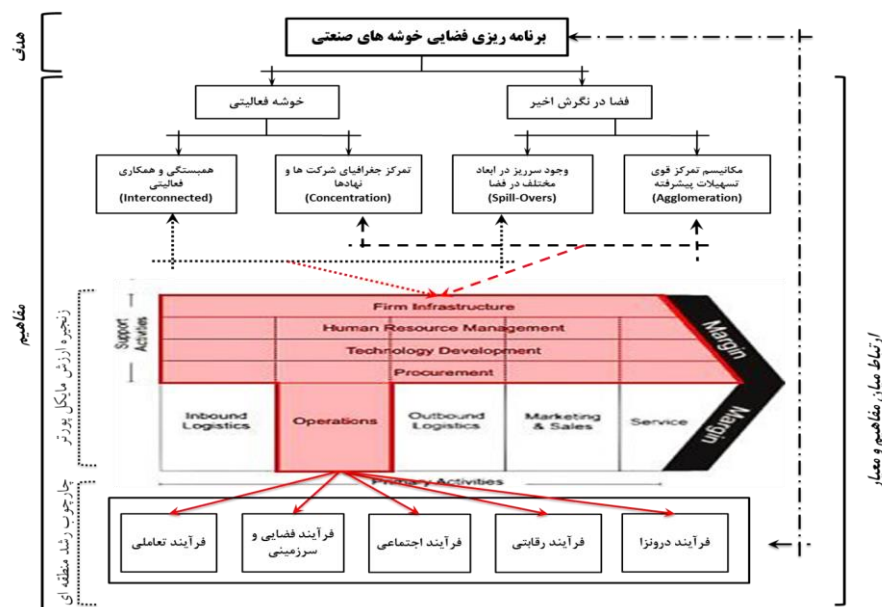 برنامه ریزی فضایی خوشه های صنعتی
هدف
فضا در نگرش اخیر
خوشه فعالیتی
مکانیسم تمرکز قوی
تسهیلات پیشرفته
(Agglomeration)
وجود سرریز در ابعاد
مختلف در فضا
(Spill-Overs)
تمرکز جغرافیای شرکت ها و
نهادها
(Concentration)
همبستگی و همکاری
فعالیتی
(Interconnected)
مفاهیم
زنجیره ارزش مایکل پورتر
Support
Activities
Firm Infrastructure
Human Resource Management
Technology Development
Procurement
Inbound
Logistics
Operations
Outbound
Logistics
Marketing
& Sales
Service
Margin
Margin
Primary Activities
چارچوب رشد منطقه ای
فرآیند درونزا
فرآیند رقابتی
فرآیند اجتماعی
فرآیند فضایی و
سرزمینی
فرآیند تعاملی
ارتباط میان مفاهیم و معیار